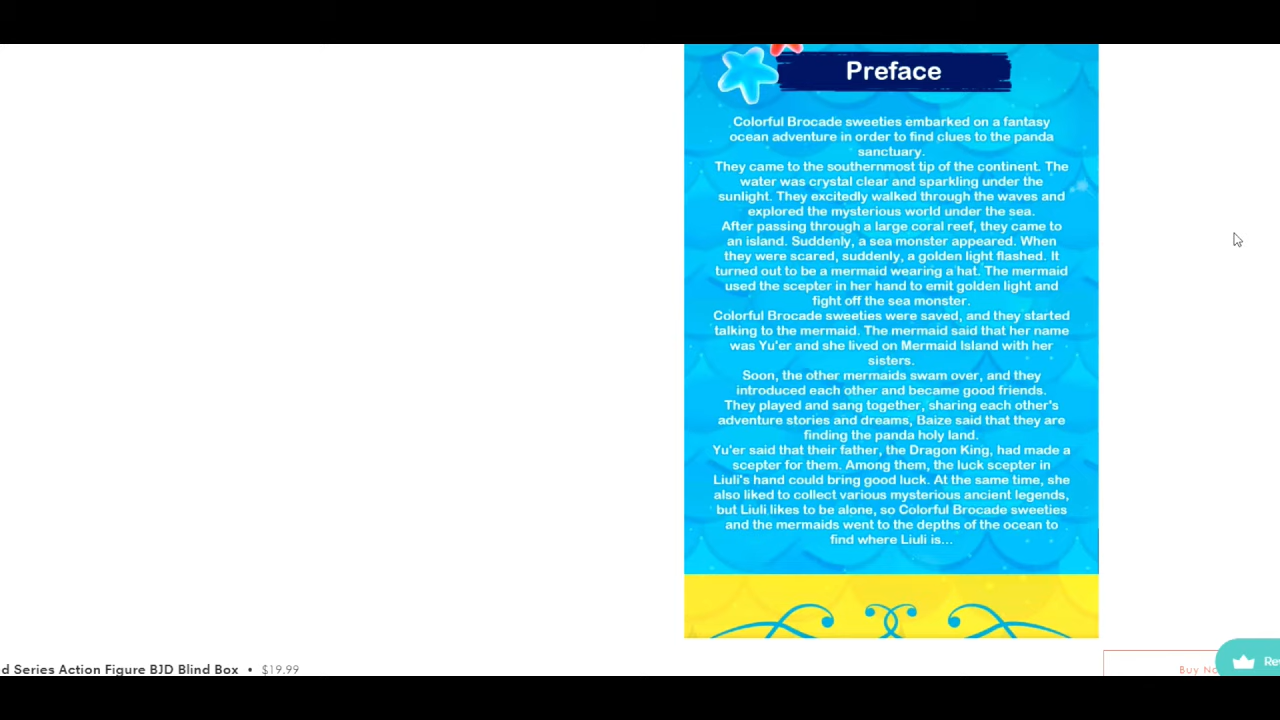 Preface
Colorful Brocade sweeties embarked on a fantasy
ocean adventure in order to find clues to the panda
sanctuary.
They came to the southernmost tip of the continent. The
water was crystal clear and sparkling under the
sunlight. They excitedly walked through the waves and
explored the mysterious world under the sea.
After passing through a large coral reef, they came to
an island. Suddenly, a sea monster appeared. When
they were scared, suddenly, a golden light flashed. It
turned out to be a mermaid wearing a hat. The mermaid
used the scepter in her hand to emit golden light and
fight off the sea monster.
Colorful Brocade sweeties were saved, and they started
talking to the mermaid. The mermaid said that her name
was Yu'er and she lived on Mermaid Island with her
sisters.
Soon, the other mermaids swam over, and they
introduced each other and became good friends.
They played and sang together, sharing each other's
adventure stories and dreams, Baize said that they are
finding the panda holy land.
Yu'er said that their father, the Dragon King, had made a
scepter for them. Among them, the luck scepter in
Liuli's hand could bring good luck. At the same time, she
also liked to collect various mysterious ancient legends,
but Liuli likes to be alone, so Colorful Brocade sweeties
and the mermaids went to the depths of the ocean to
find where Liuli is...
d Series Action Figure BJD Blind Box • $19.99
Buy No
Re